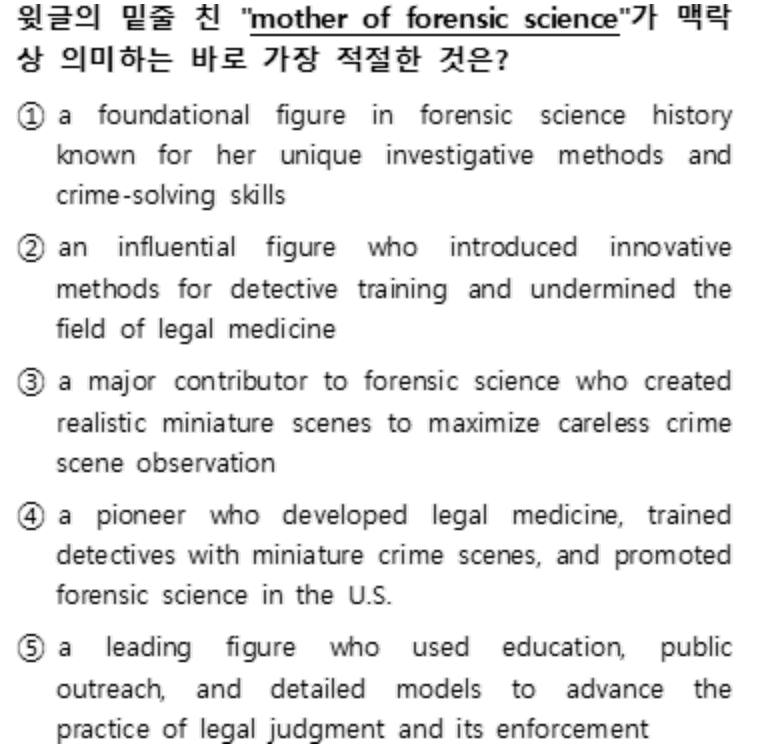 윗글의 밑줄 친 "mother of forensic science"가 맥락
상 의미하는 바로 가장 적절한 것은?
① a foundational figure in forensic science history
known for her unique investigative methods and
crime-solving skills
② an influential figure who introduced innovative
methods for detective training and undermined the
field of legal medicine
③ a major contributor to forensic science who created
realistic miniature scenes to maximize careless crime
scene observation
④ a pioneer who developed legal medicine, trained
detectives with miniature crime scenes, and promoted
forensic science in the U.S.
⑤ a leading figure who used education, public
outreach, and detailed models to advance the
practice of legal judgment and its enforcement